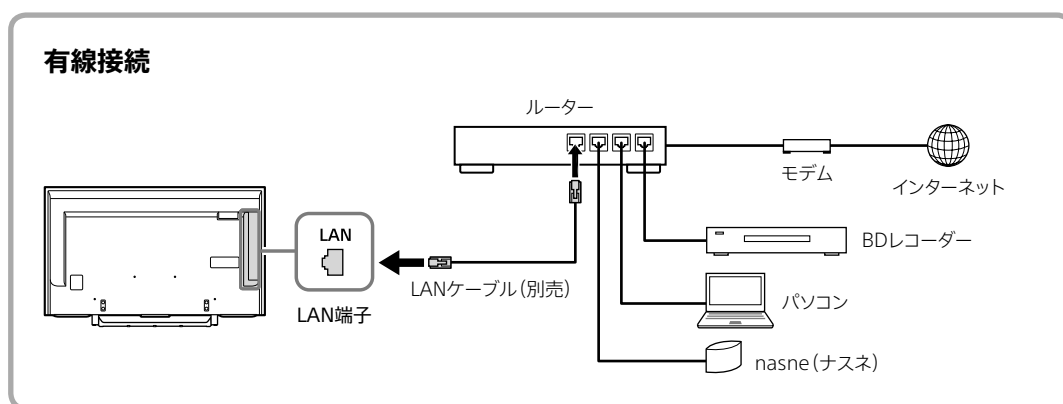 有線接続
ルーター
モデム
インターネット
LAN
LAN端子
LANケーブル（別売）
BDレコーダー
パソコン
nasne（ナスネ）